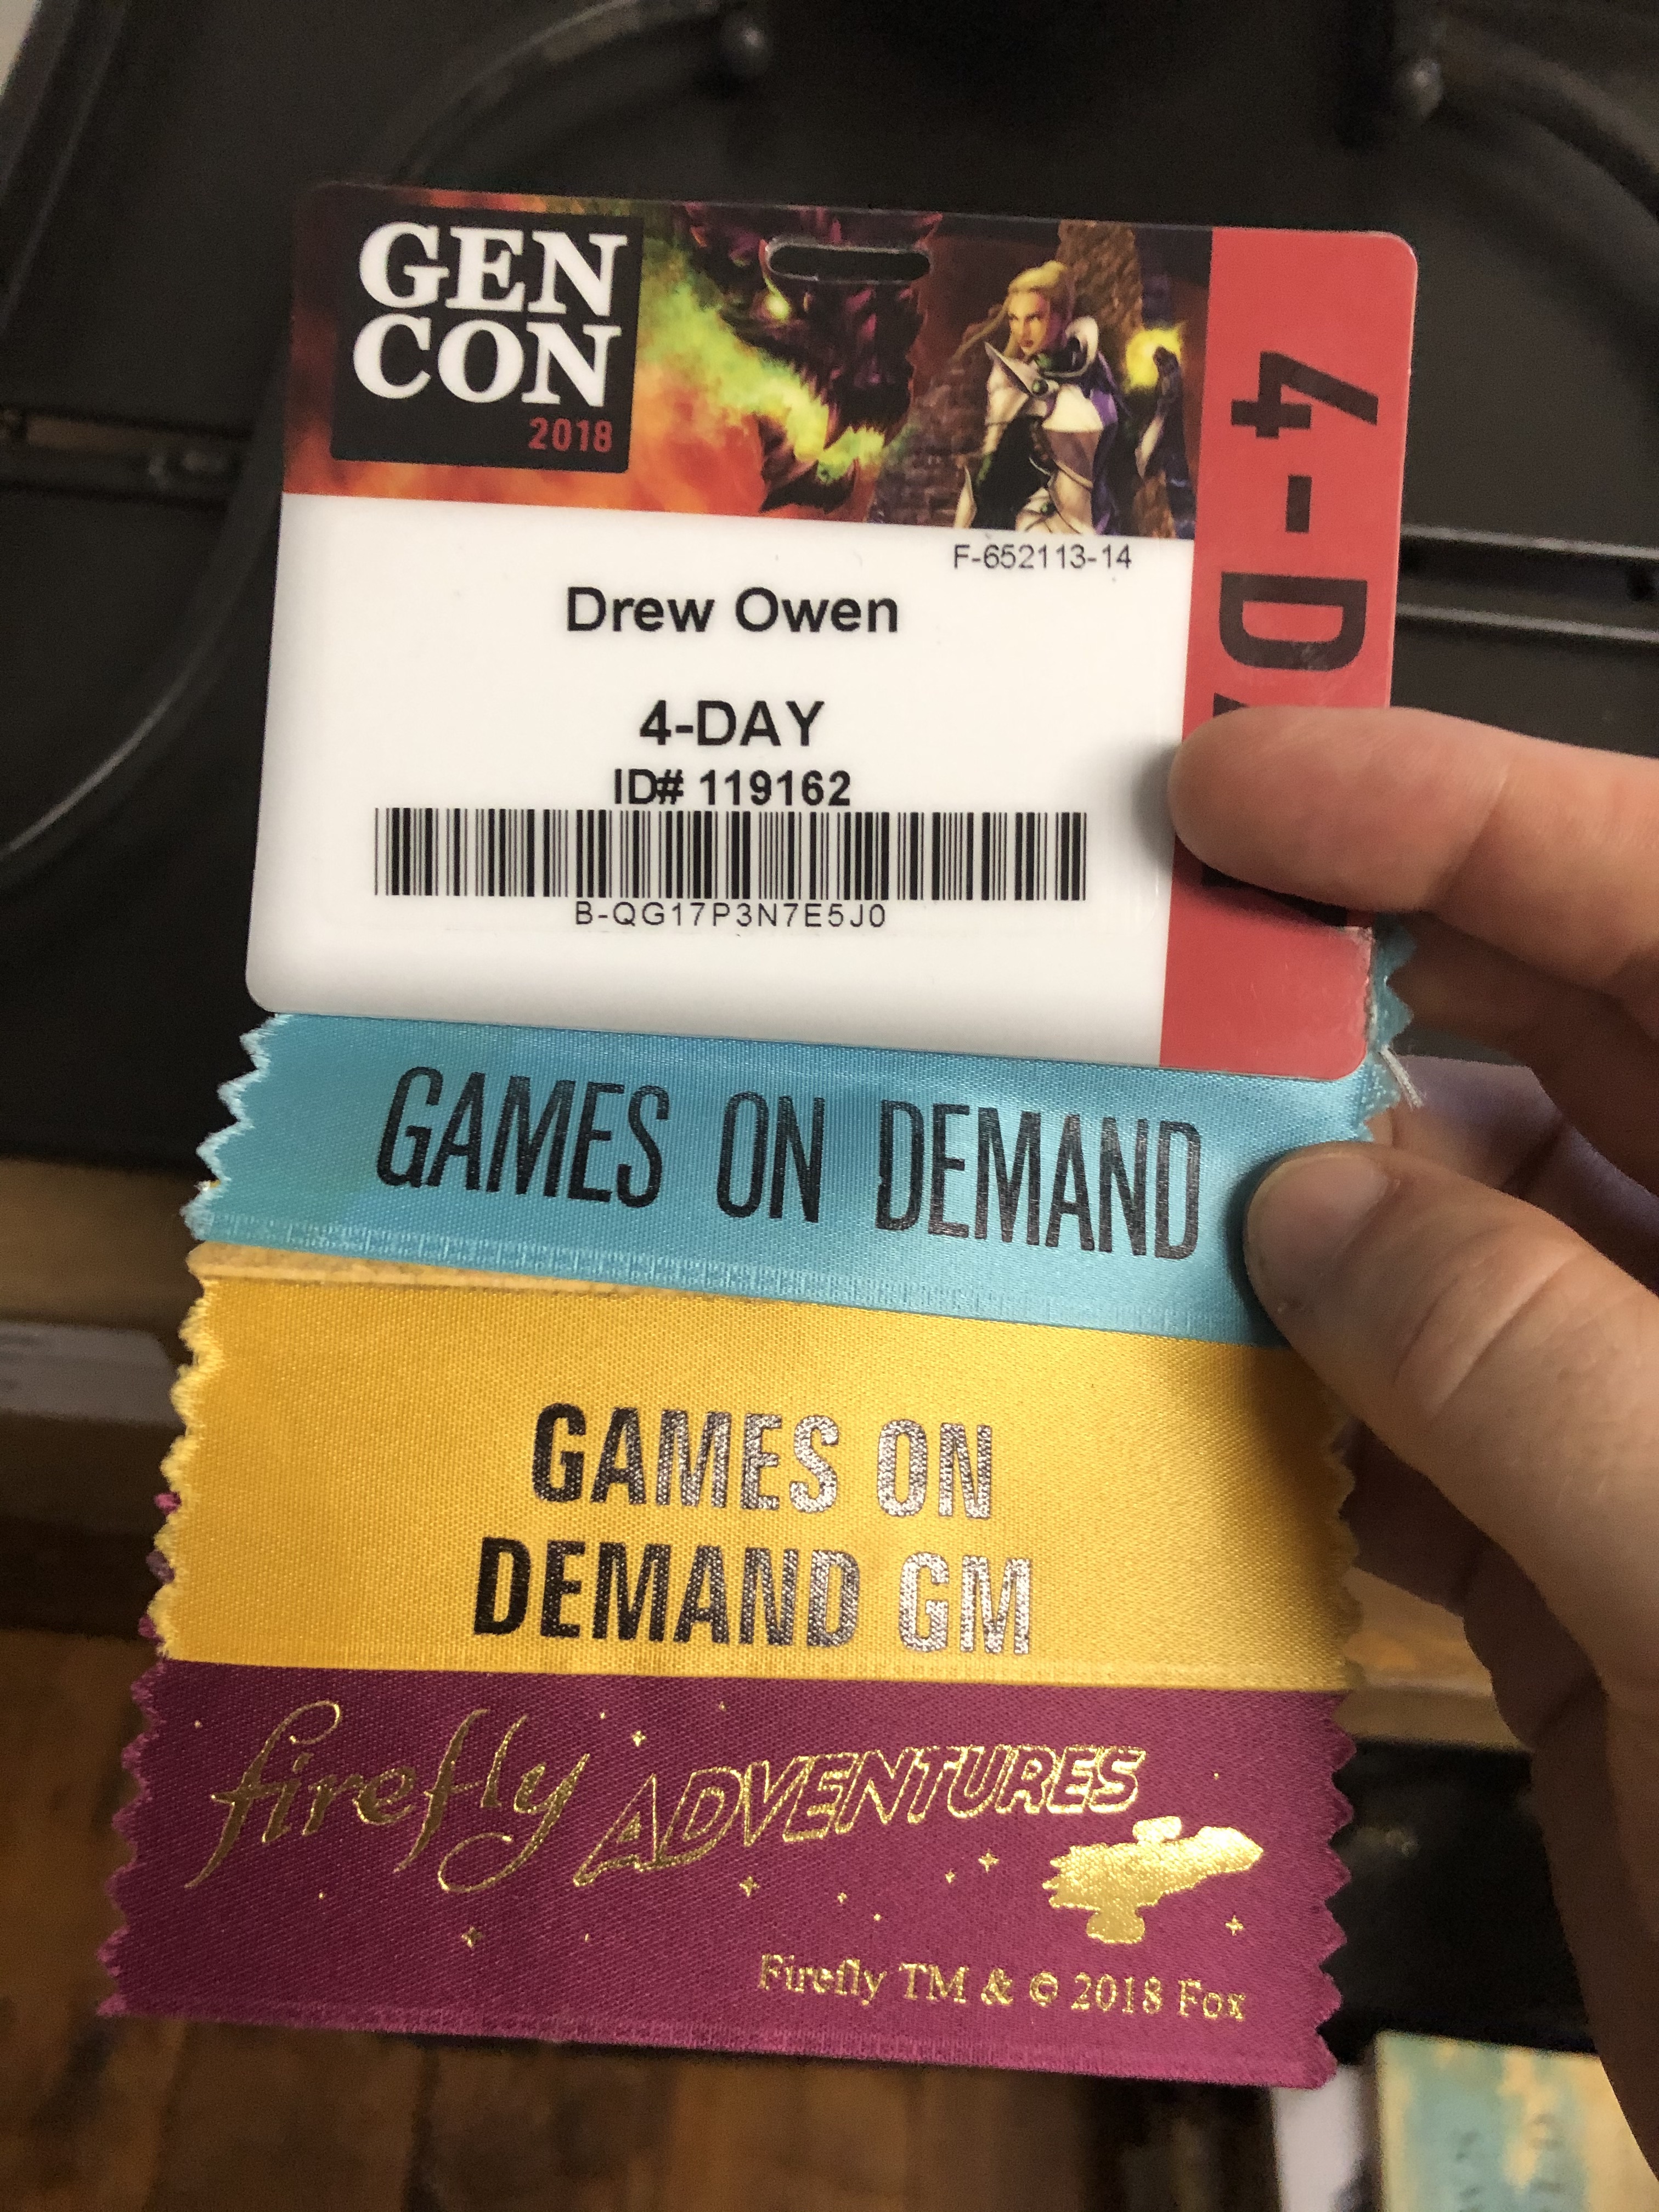 GEN
CON
2018
4-DA
F-652113-14
Drew Owen
4-DAY
ID# 119162
B-QG17P3N7E5J0
GAMES ON DEMAND
GAMES ON
DEMAND GM
firefly ADVENTURES
Firefly TM & © 2018 Fox